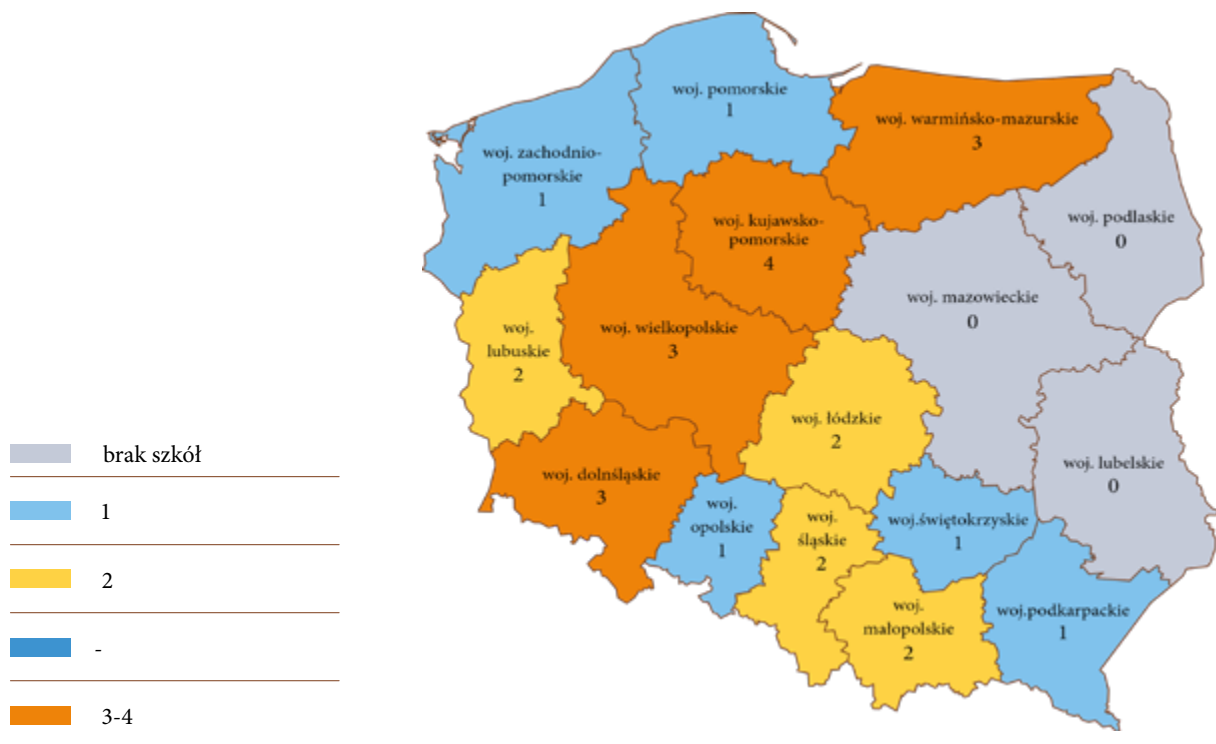 woj. pomorskie
1
woj. warmińsko-mazurskie
3
woj. zachodnio-
pomorskie
1
woj. kujawsko-
pomorskie
4
woj. podlaskie
0
woj. mazowieckie
0
woj.
lubuskie
2
woj. wielkopolskie
3
woj. łódzkie
2
woj. lubelskie
0
woj. dolnśląskie
3
woj.
opolskie
1
woj.
śląskie
2
woj.świętokrzyskie
1
woj.
małopolskie
2
woj.podkarpackie
1
brak szkół
1
2
-
3-4